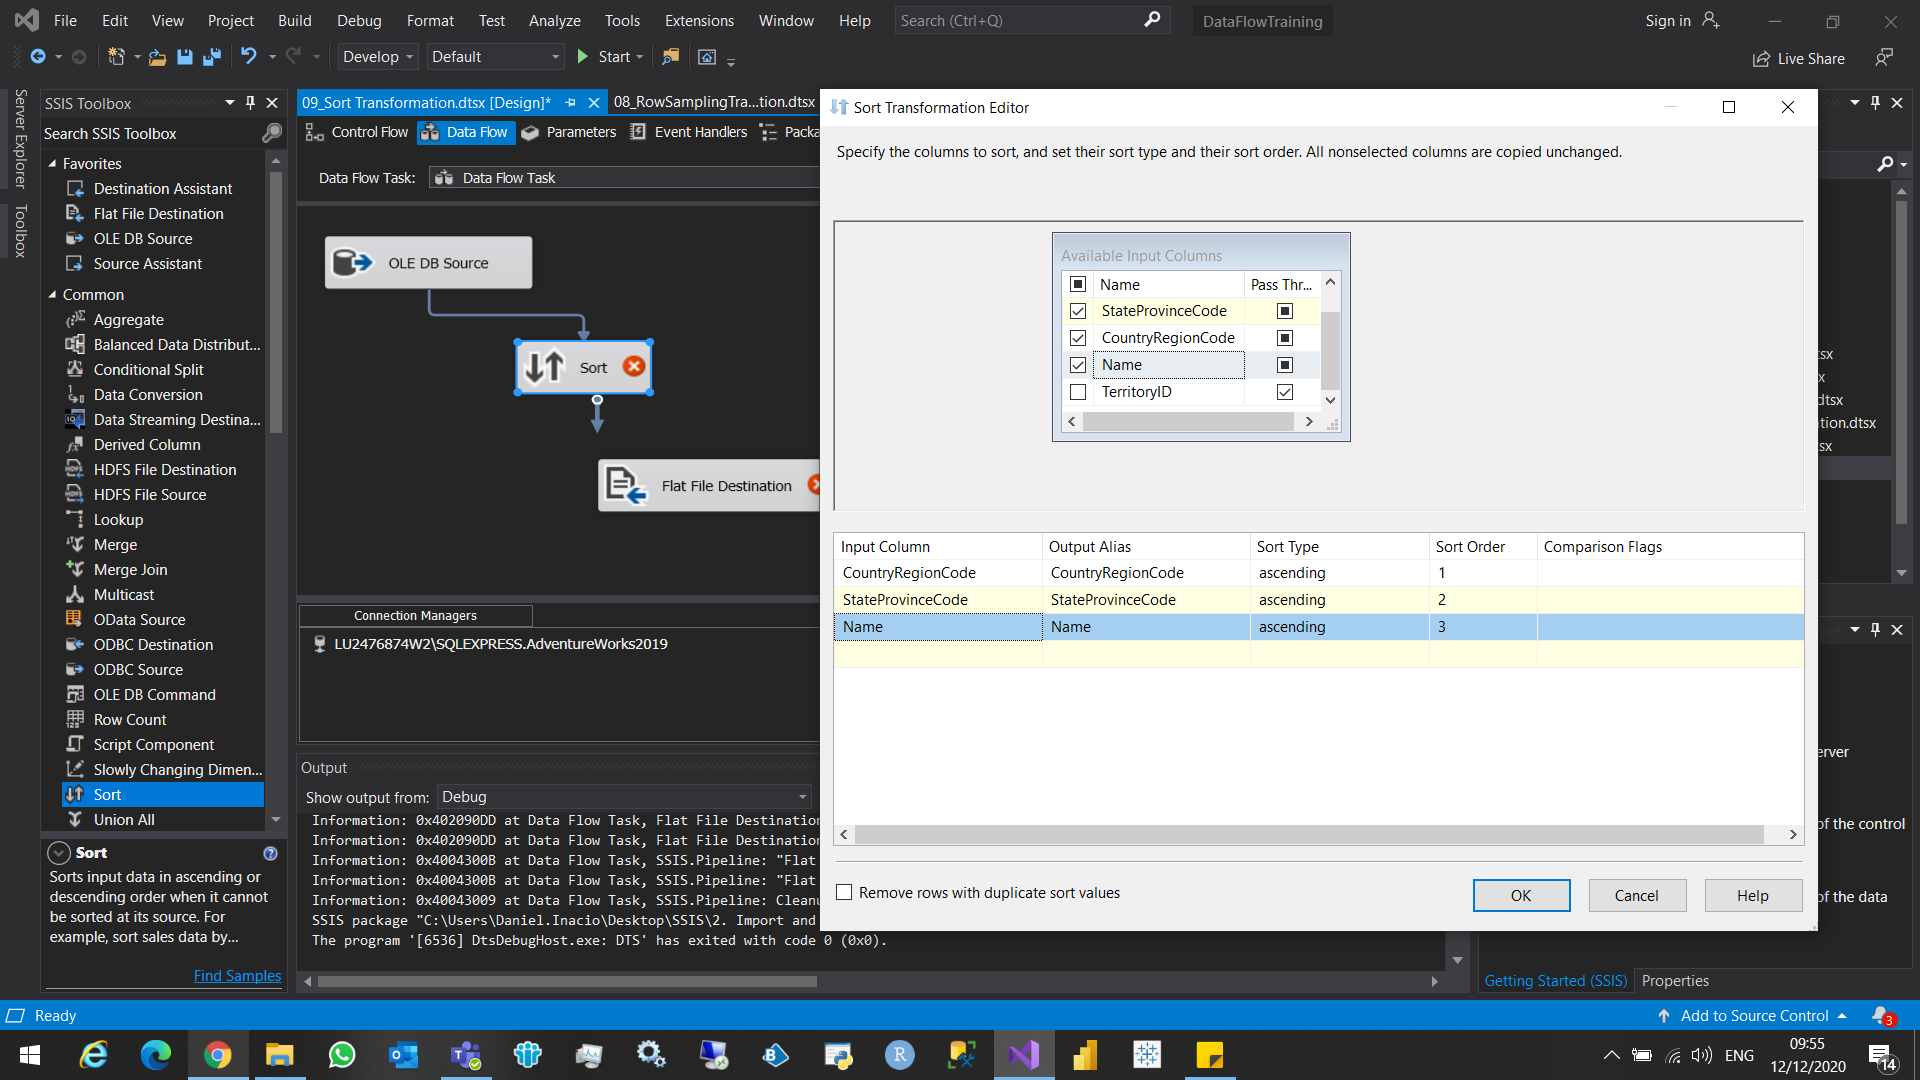 File Edit View Project Build Debug Format Test Analyze Tools Extensions Window Help Search (Ctrl+Q) DataFlowTraining Sign in
Develop Default Start Live Share
Server Explorer
Toolbox
SSIS Toolbox
Search SSIS Toolbox
Favorites
Destination Assistant
Flat File Destination
OLE DB Source
Source Assistant
Common
Aggregate
Balanced Data Distribut...
Conditional Split
Data Conversion
Data Streaming Destina...
Derived Column
HDFS File Destination
HDFS File Source
Lookup
Merge
Merge Join
Multicast
OData Source
ODBC Destination
ODBC Source
OLE DB Command
Row Count
Script Component
Slowly Changing Dimen...
Sort
Union All
Sort
Sorts input data in ascending or
descending order when it cannot
be sorted at its source. For
example, sort sales data by...
Find Samples
09_Sort Transformation.dtsx [Design]* 08_RowSamplingTra...tion.dtsx
Control Flow Data Flow Parameters Event Handlers Packa
Data Flow Task: Data Flow Task
OLE DB Source
Sort
Flat File Destination
Connection Managers
LU2476874W2\SQLEXPRESS.AdventureWorks2019
Output
Show output from: Debug
Information: 0x402090DD at Data Flow Task, Flat File Destination
Information: 0x402090DD at Data Flow Task, Flat File Destination
Information: 0x4004300B at Data Flow Task, SSIS.Pipeline: "Flat
Information: 0x4004300B at Data Flow Task, SSIS.Pipeline: "Flat
Information: 0x40043009 at Data Flow Task, SSIS.Pipeline: Cleanu
SSIS package "C:\Users\Daniel.Inacio\Desktop\SSIS\2. Import and
The program '[6536] DtsDebugHost.exe: DTS' has exited with code 0 (0x0).
Sort Transformation Editor
Specify the columns to sort, and set their sort type and their sort order. All nonselected columns are copied unchanged.
Available Input Columns
Name Pass Thr...
StateProvinceCode
CountryRegionCode
Name
TerritoryID
Input Column Output Alias Sort Type Sort Order Comparison Flags
CountryRegionCode CountryRegionCode ascending 1
StateProvinceCode StateProvinceCode ascending 2
Name Name ascending 3
Remove rows with duplicate sort values
OK Cancel Help
sx
x
dtsx
tion.dtsx
sx
erver
of the control
of the data
Getting Started (SSIS) Properties
Ready Add to Source Control 3
ENG 09:55
12/12/2020 14